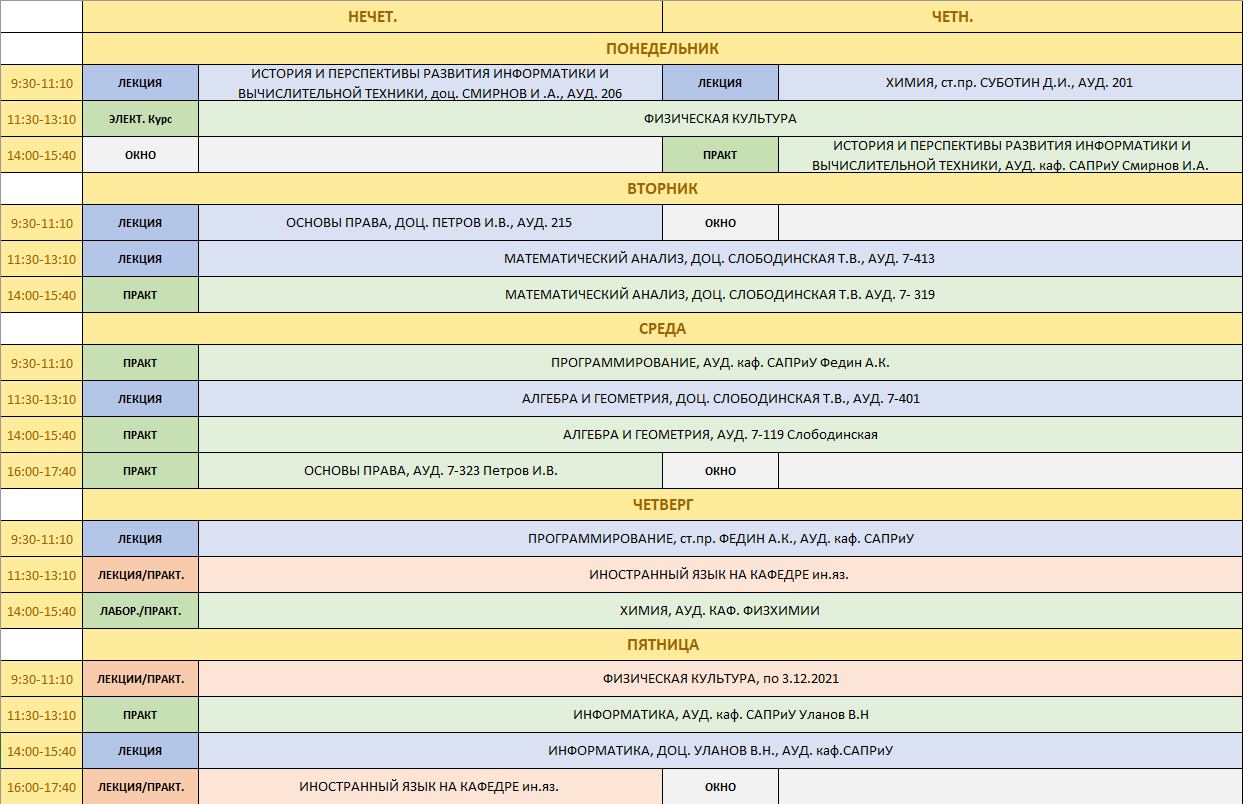 НЕЧЕТ. ЧЕТН.
ПОНЕДЕЛЬНИК
9:30-11:10 ЛЕКЦИЯ ИСТОРИЯ И ПЕРСПЕКТИВЫ РАЗВИТИЯ ИНФОРМАТИКИ И
ВЫЧИСЛИТЕЛЬНОЙ ТЕХНИКИ, доц. СМИРНОВ И .А., АУД. 206
ЛЕКЦИЯ ХИМИЯ, ст.пр. СУБОТИН Д.И., АУД. 201
11:30-13:10 ЭЛЕКТ. Курс ФИЗИЧЕСКАЯ КУЛЬТУРА
14:00-15:40 ОКНО ПРАКТ ИСТОРИЯ И ПЕРСПЕКТИВЫ РАЗВИТИЯ ИНФОРМАТИКИ И
ВЫЧИСЛИТЕЛЬНОЙ ТЕХНИКИ, АУД. каф. САПРиУ Смирнов И.А.
ВТОРНИК
9:30-11:10 ЛЕКЦИЯ ОСНОВЫ ПРАВА, ДОЦ. ПЕТРОВ И.В., АУД. 215 ОКНО
11:30-13:10 ЛЕКЦИЯ МАТЕМАТИЧЕСКИЙ АНАЛИЗ, ДОЦ. СЛОБОДИНСКАЯ Т.В., АУД. 7-413
14:00-15:40 ПРАКТ МАТЕМАТИЧЕСКИЙ АНАЛИЗ, ДОЦ. СЛОБОДИНСКАЯ Т.В. АУД. 7- 319
СРЕДА
9:30-11:10 ПРАКТ ПРОГРАММИРОВАНИЕ, АУД. каф. САПРиУ Федин А.К.
11:30-13:10 ЛЕКЦИЯ АЛГЕБРА И ГЕОМЕТРИЯ, ДОЦ. СЛОБОДИНСКАЯ Т.В., АУД. 7-401
14:00-15:40 ПРАКТ АЛГЕБРА И ГЕОМЕТРИЯ, АУД. 7-119 Слободинская
16:00-17:40 ПРАКТ ОСНОВЫ ПРАВА, АУД. 7-323 Петров И.В. ОКНО
ЧЕТВЕРГ
9:30-11:10 ЛЕКЦИЯ ПРОГРАММИРОВАНИЕ, ст.пр. ФЕДИН А.К., АУД. каф. САПРиУ
11:30-13:10 ЛЕКЦИЯ/ПРАКТ. ИНОСТРАННЫЙ ЯЗЫК НА КАФЕДРЕ ин.яз.
14:00-15:40 ЛАБОР./ПРАКТ. ХИМИЯ, АУД. КАФ. ФИЗХИМИИ
ПЯТНИЦА
9:30-11:10 ЛЕКЦИИ/ПРАКТ. ФИЗИЧЕСКАЯ КУЛЬТУРА, по 3.12.2021
11:30-13:10 ПРАКТ ИНФОРМАТИКА, АУД. каф. САПРиУ Уланов В.Н
14:00-15:40 ЛЕКЦИЯ ИНФОРМАТИКА, ДОЦ. УЛАНОВ В.Н., АУД. каф.САПРиУ
16:00-17:40 ЛЕКЦИЯ/ПРАКТ. ИНОСТРАННЫЙ ЯЗЫК НА КАФЕДРЕ ин.яз. ОКНО